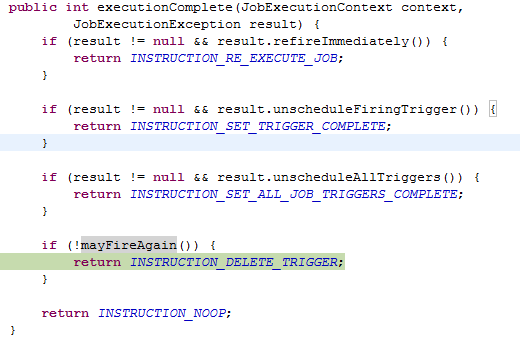 public int executionComplete(JobExecutionContext context,
        JobExecutionException result) {
    if (result != null && result.refireImmediately()) {
        return INSTRUCTION_RE_EXECUTE_JOB;
    }

    if (result != null && result.unscheduleFiringTrigger()) {
        return INSTRUCTION_SET_TRIGGER_COMPLETE;
    }

    if (result != null && result.unscheduleAllTriggers()) {
        return INSTRUCTION_SET_ALL_JOB_TRIGGERS_COMPLETE;
    }

    if (!mayFireAgain()) {
        return INSTRUCTION_DELETE_TRIGGER;
    }

    return INSTRUCTION_NOOP;
}